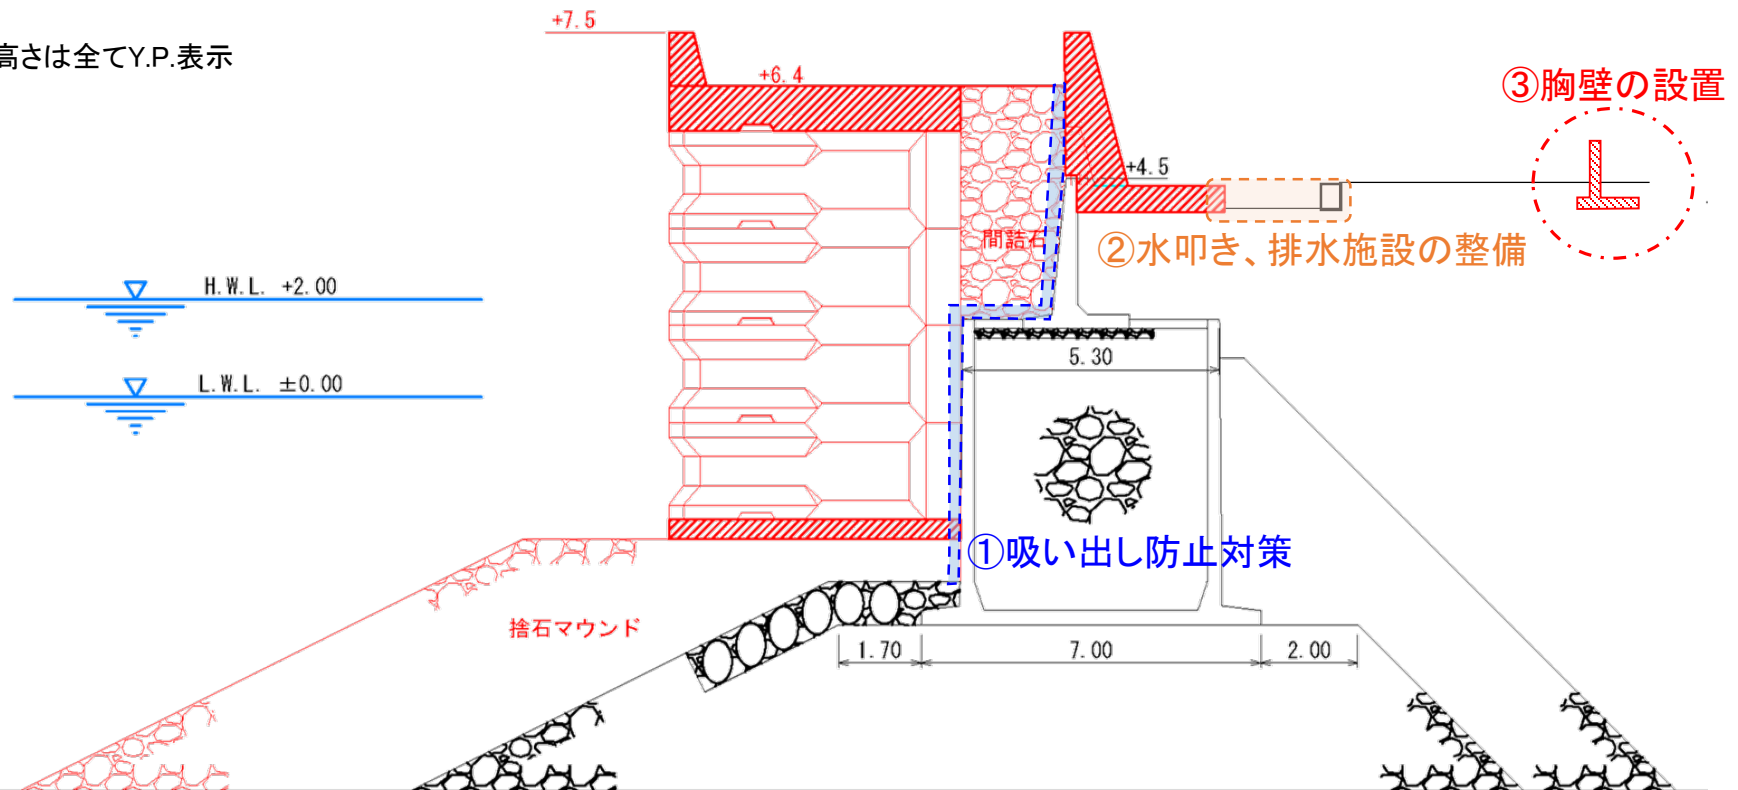 +7.5
高さは全てY.P.表示
+6.4
③胸壁の設置
+4.5
間詰石
②水叩き、排水施設の整備
H.W.L. +2.00
5.30
L.W.L. ±0.00
①吸い出し防止対策
捨石マウンド
1.70
7.00
2.00